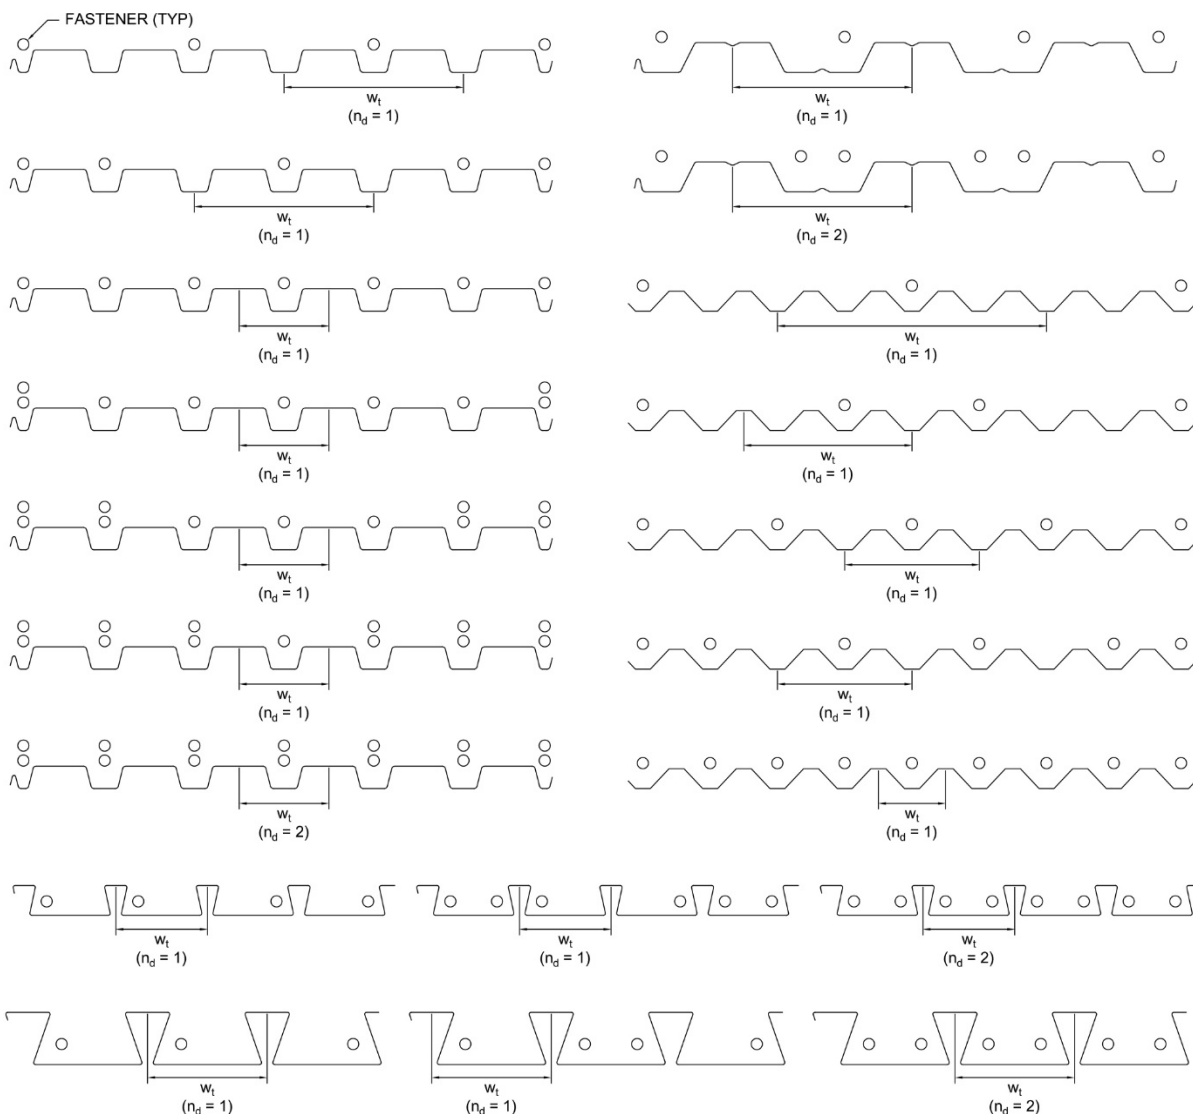 FASTENER (TYP)
wt
(nd = 1)
wt
(nd = 1)
wt
(nd = 1)
wt
(nd = 2)
wt
(nd = 1)
wt
(nd = 1)
wt
(nd = 1)
wt
(nd = 1)
wt
(nd = 1)
wt
(nd = 1)
wt
(nd = 1)
wt
(nd = 1)
wt
(nd = 2)
wt
(nd = 1)
wt
(nd = 1)
wt
(nd = 1)
wt
(nd = 2)
wt
(nd = 1)
wt
(nd = 1)
wt
(nd = 2)